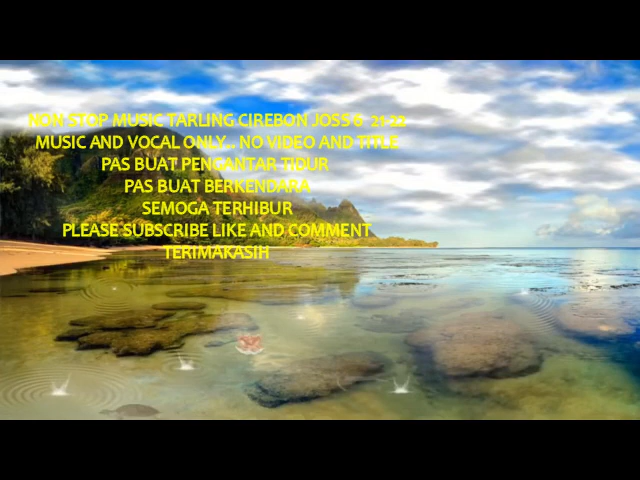 NON STOP MUSIC TARLING CIREBON JOSS 6  21-22
MUSIC AND VOCAL ONLY.. NO VIDEO AND TITLE
PAS BUAT PENGANTAR TIDUR
PAS BUAT BERKENDARA
SEMOGA TERHIBUR
PLEASE SUBSCRIBE LIKE AND COMMENT
TERIMAKASIH